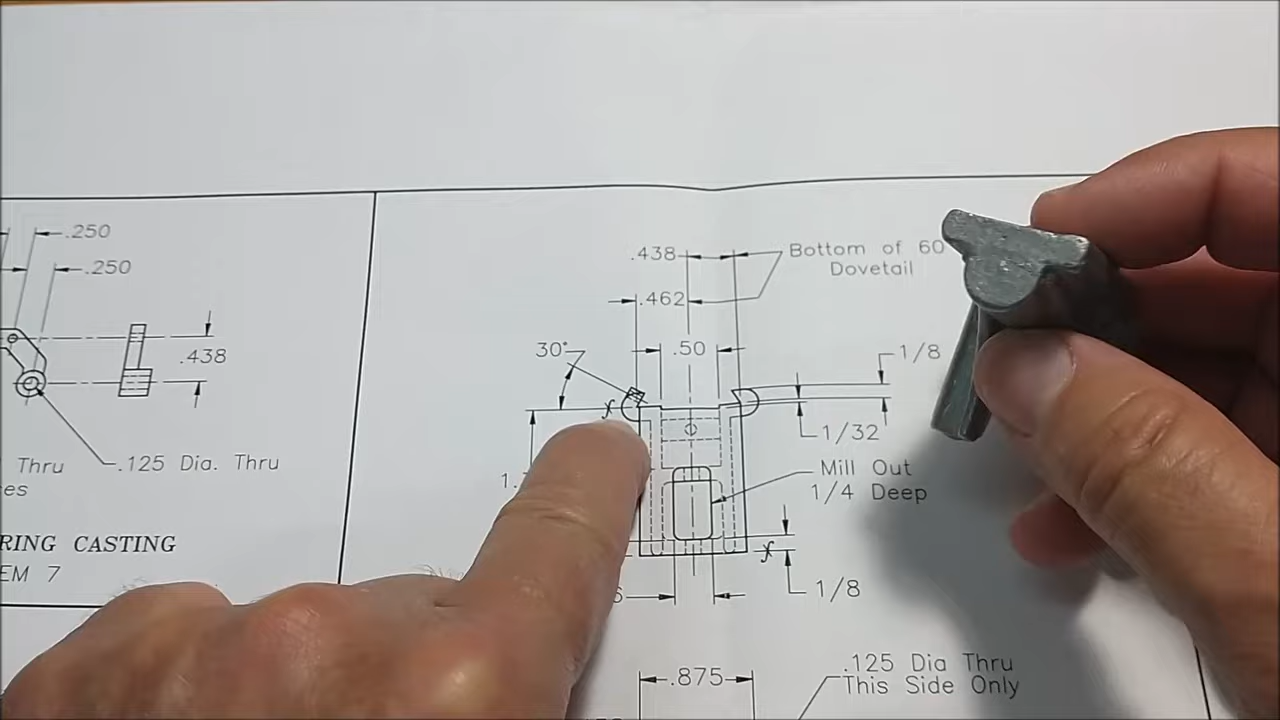 .250
.250
.438
.125 Dia. Thru
Thru
RING CASTING
EM 7
.438
Bottom of 60
Dovetail
.462
.50
30°
1/8
f
1/32
Mill Out
1/4 Deep
f
1/8
.875
.125 Dia Thru
This Side Only